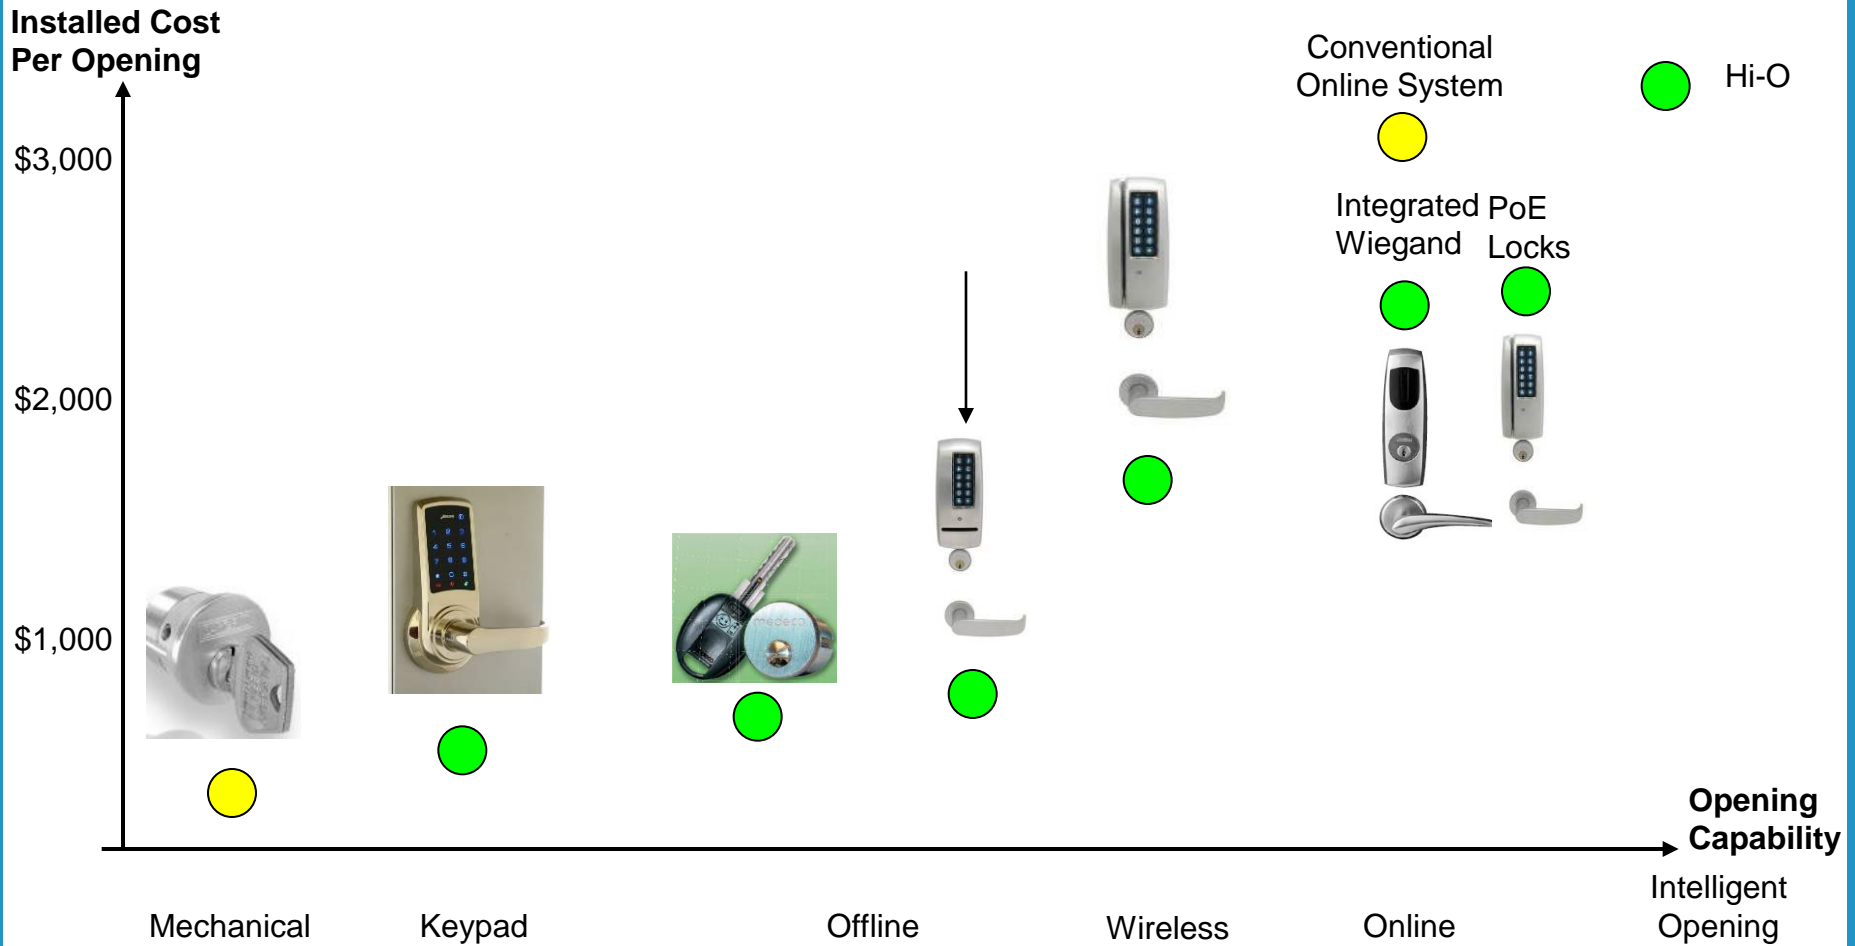 Installed Cost
Per Opening
Conventional
Online System
Hi-O
$3,000
Integrated
Wiegand
PoE
Locks
$2,000
$1,000
medeco
Opening
Capability
Mechanical
Keypad
Offline
Wireless
Online
Intelligent
Opening